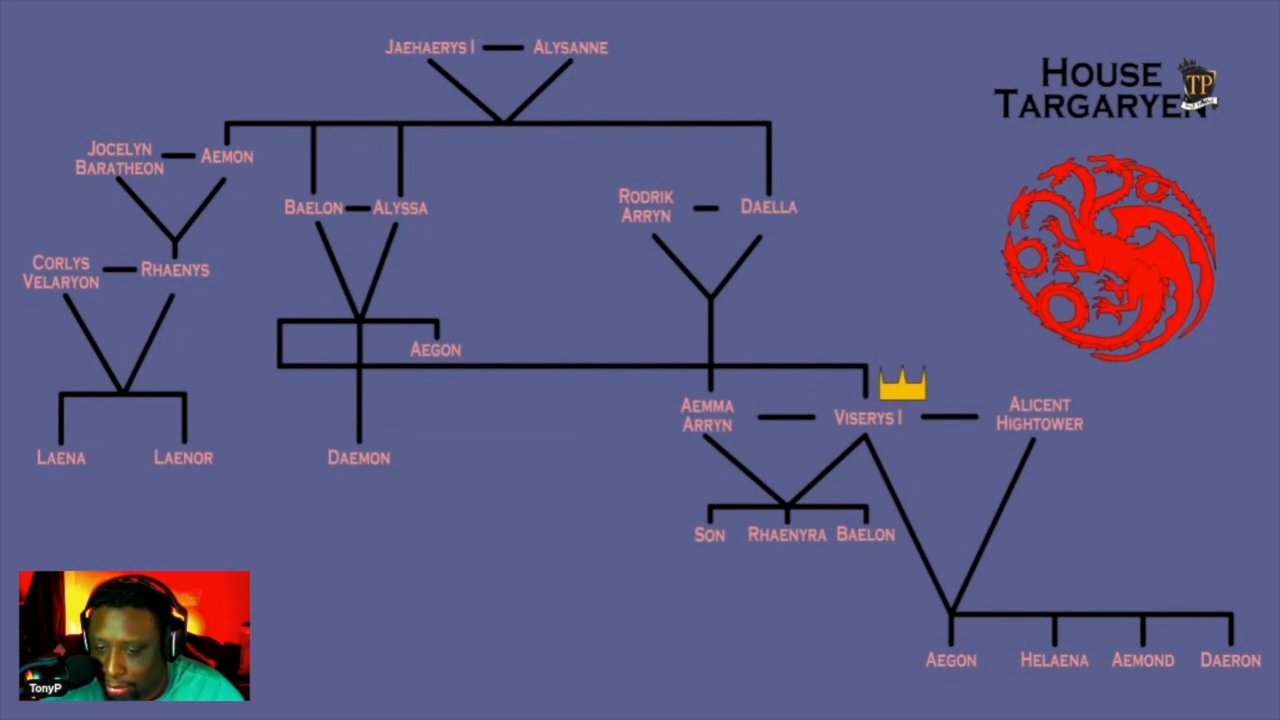 JAEHAERYS I ALYSANNE
HOUSE
TARGARYEN
TP
JOCELYN
BARATHEON
AEMON
BAELON ALYSSA
RODRIK
ARRYN
DAELLA
CORLYS
VELARYON
RHAENYS
AEGON
AEMMA
ARRYN
VISERYS I
ALICENT
HIGHTOWER
LAENA
LAENOR
DAEMON
SON
RHAENYRA
BAELON
AEGON
HELAENA
AEMOND
DAERON
TonyP